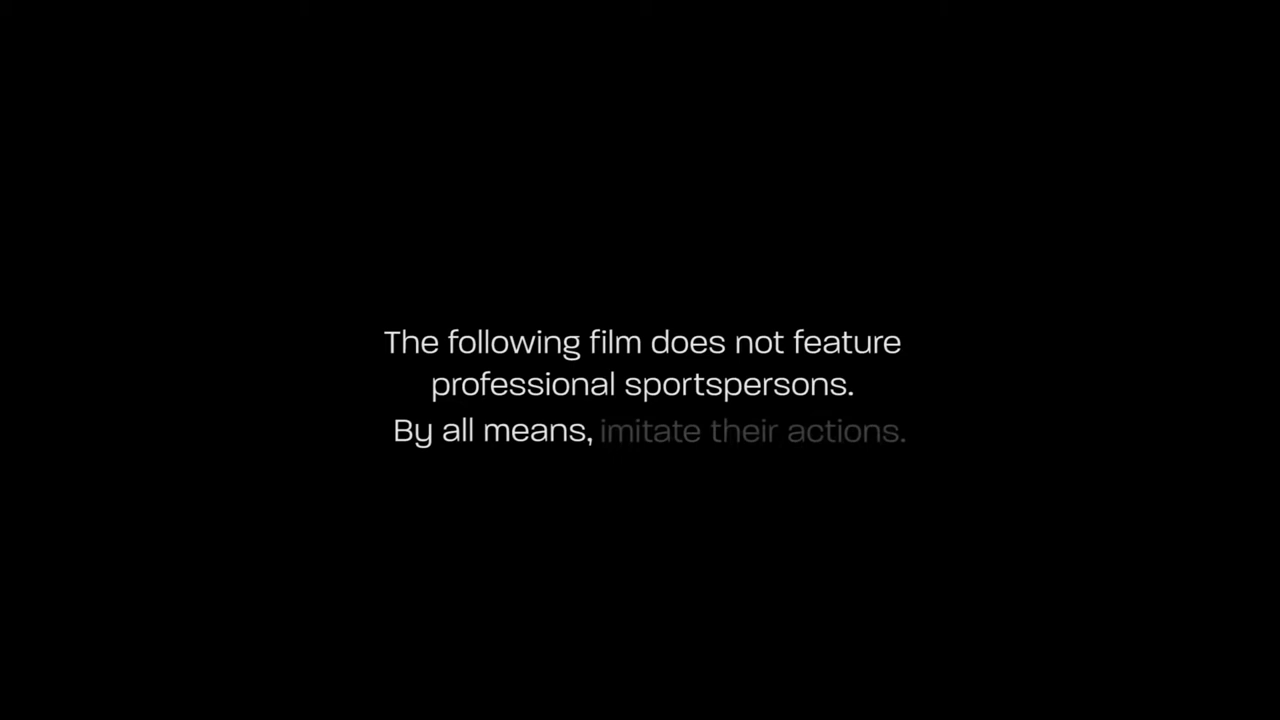 The following film does not feature
professional sportspersons.
By all means, imitate their actions.